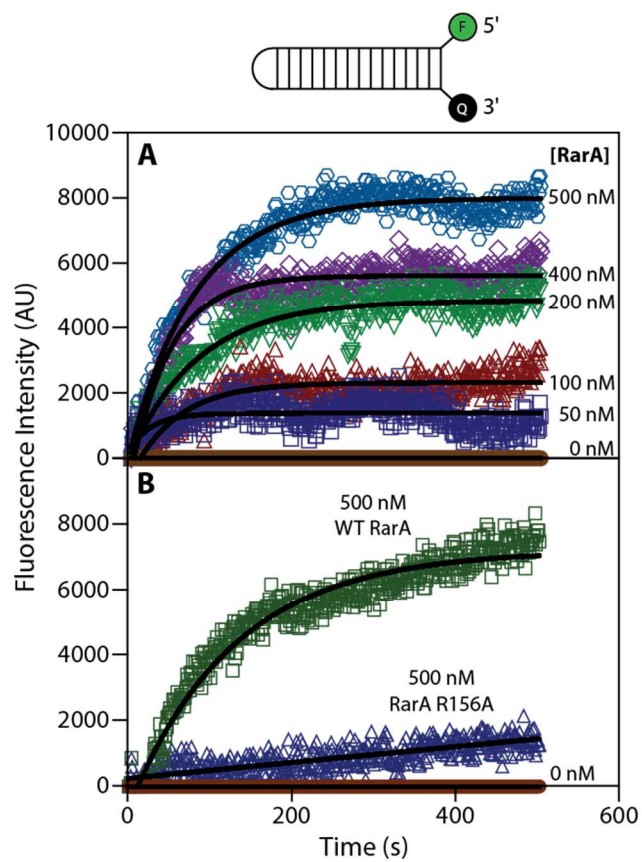 F 5'
Q 3'
10000
A
[RarA]
8000
500 nM
6000
400 nM
4000
200 nM
2000
100 nM
50 nM
0
0 nM
B
8000
500 nM
WT RarA
6000
4000
500 nM
RarA R156A
2000
0
0 nM
0
200
400
600
Time (s)
Fluorescence Intensity (AU)